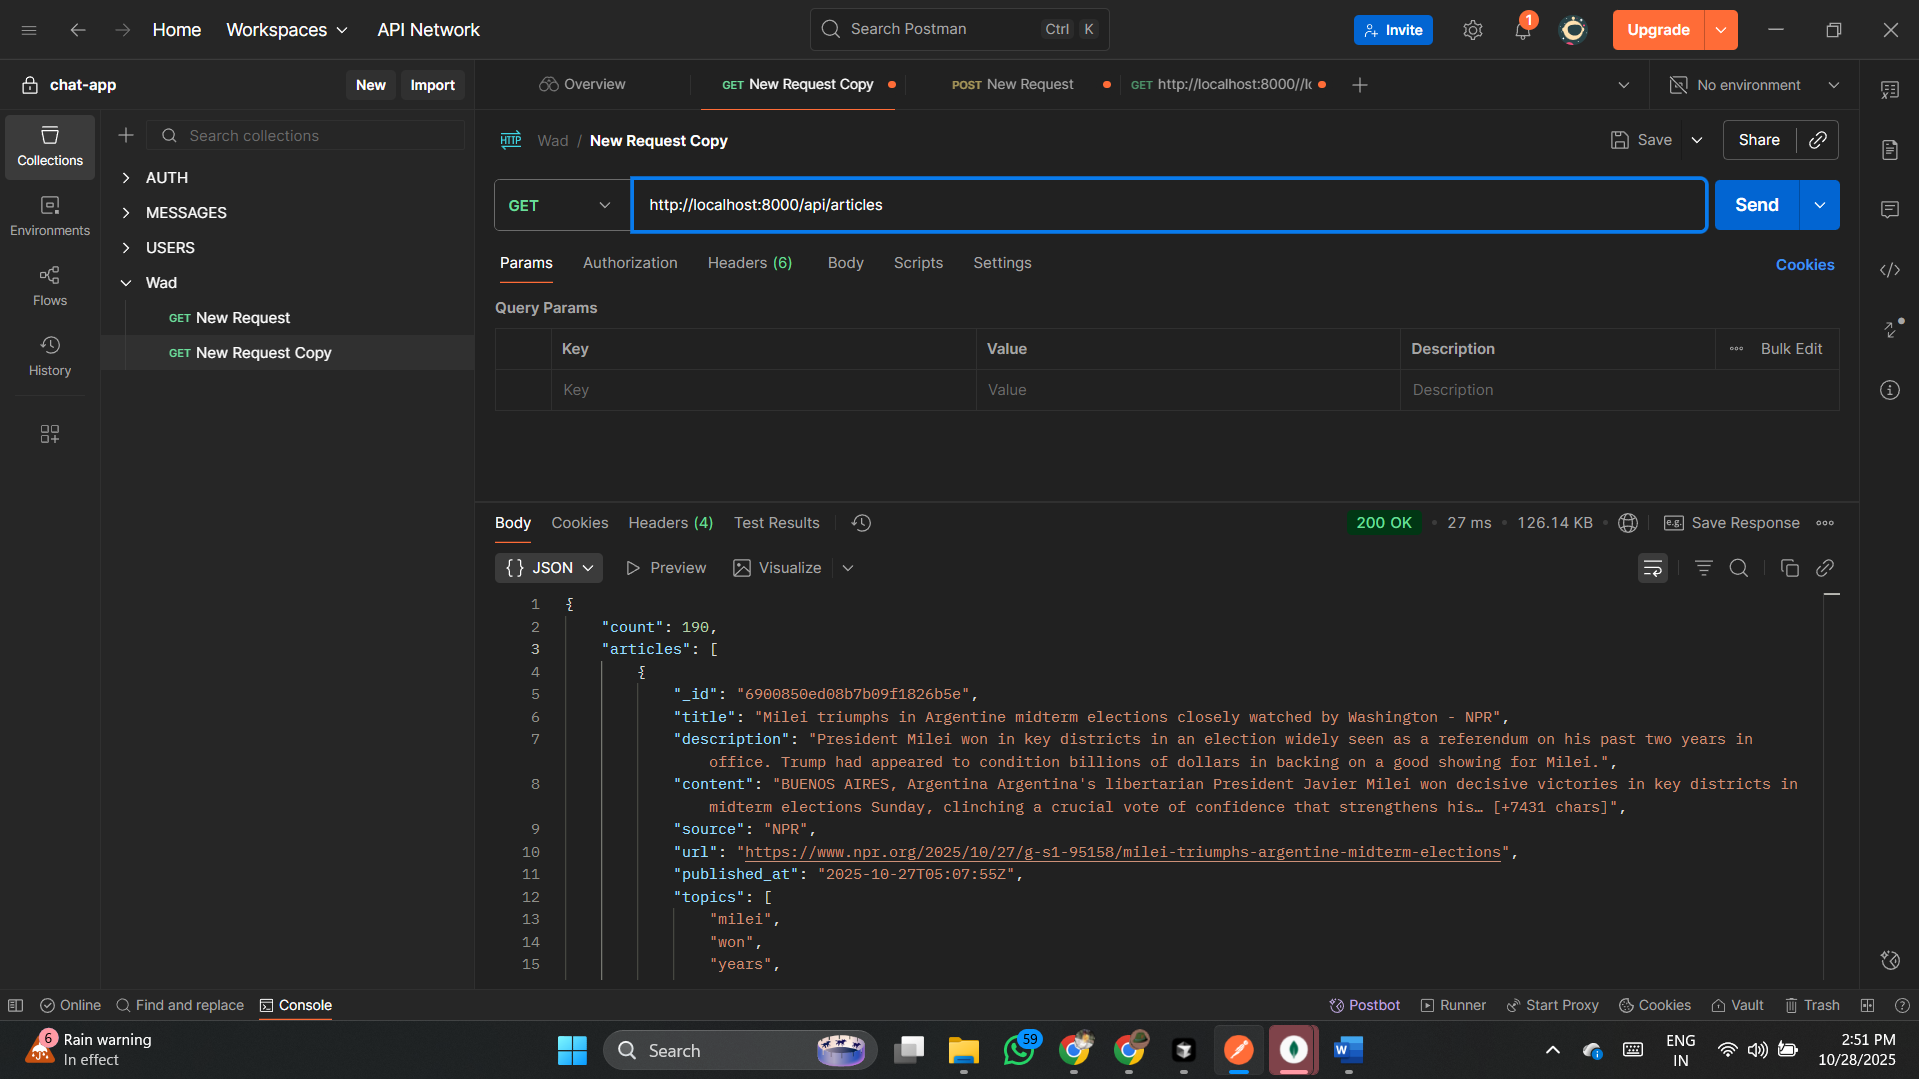 Home
Workspaces
API Network
Search Postman
Ctrl K
Invite
1
Upgrade
chat-app
New
Import
Overview
GET New Request Copy
POST New Request
GET http://localhost:8000//lo
No environment
Collections
Environments
Flows
History
Search collections
AUTH
MESSAGES
USERS
Wad
GET New Request
GET New Request Copy
HTTP Wad / New Request Copy
Save
Share
GET
http://localhost:8000/api/articles
Send
Params Authorization Headers (6) Body Scripts Settings
Cookies
Query Params
Key Value Description Bulk Edit
Key Value Description
Body Cookies Headers (4) Test Results
200 OK • 27 ms • 126.14 KB •
e.g. Save Response
{} JSON
Preview
Visualize
1 {
2 "count": 190,
3 "articles": [
4 {
5 "_id": "6900850ed08b7b09f1826b5e",
6 "title": "Milei triumphs in Argentine midterm elections closely watched by Washington - NPR",
7 "description": "President Milei won in key districts in an election widely seen as a referendum on his past two years in
office. Trump had appeared to condition billions of dollars in backing on a good showing for Milei.",
8 "content": "BUENOS AIRES, Argentina Argentina's libertarian President Javier Milei won decisive victories in key districts in
midterm elections Sunday, clinching a crucial vote of confidence that strengthens his… [+7431 chars]",
9 "source": "NPR",
10 "url": "https://www.npr.org/2025/10/27/g-s1-95158/milei-triumphs-argentine-midterm-elections",
11 "published_at": "2025-10-27T05:07:55Z",
12 "topics": [
13 "milei",
14 "won",
15 "years",
Online
Find and replace
Console
Postbot
Runner
Start Proxy
Cookies
Vault
Trash
6
Rain warning
In effect
Search
59
ENG
IN
2:51 PM
10/28/2025